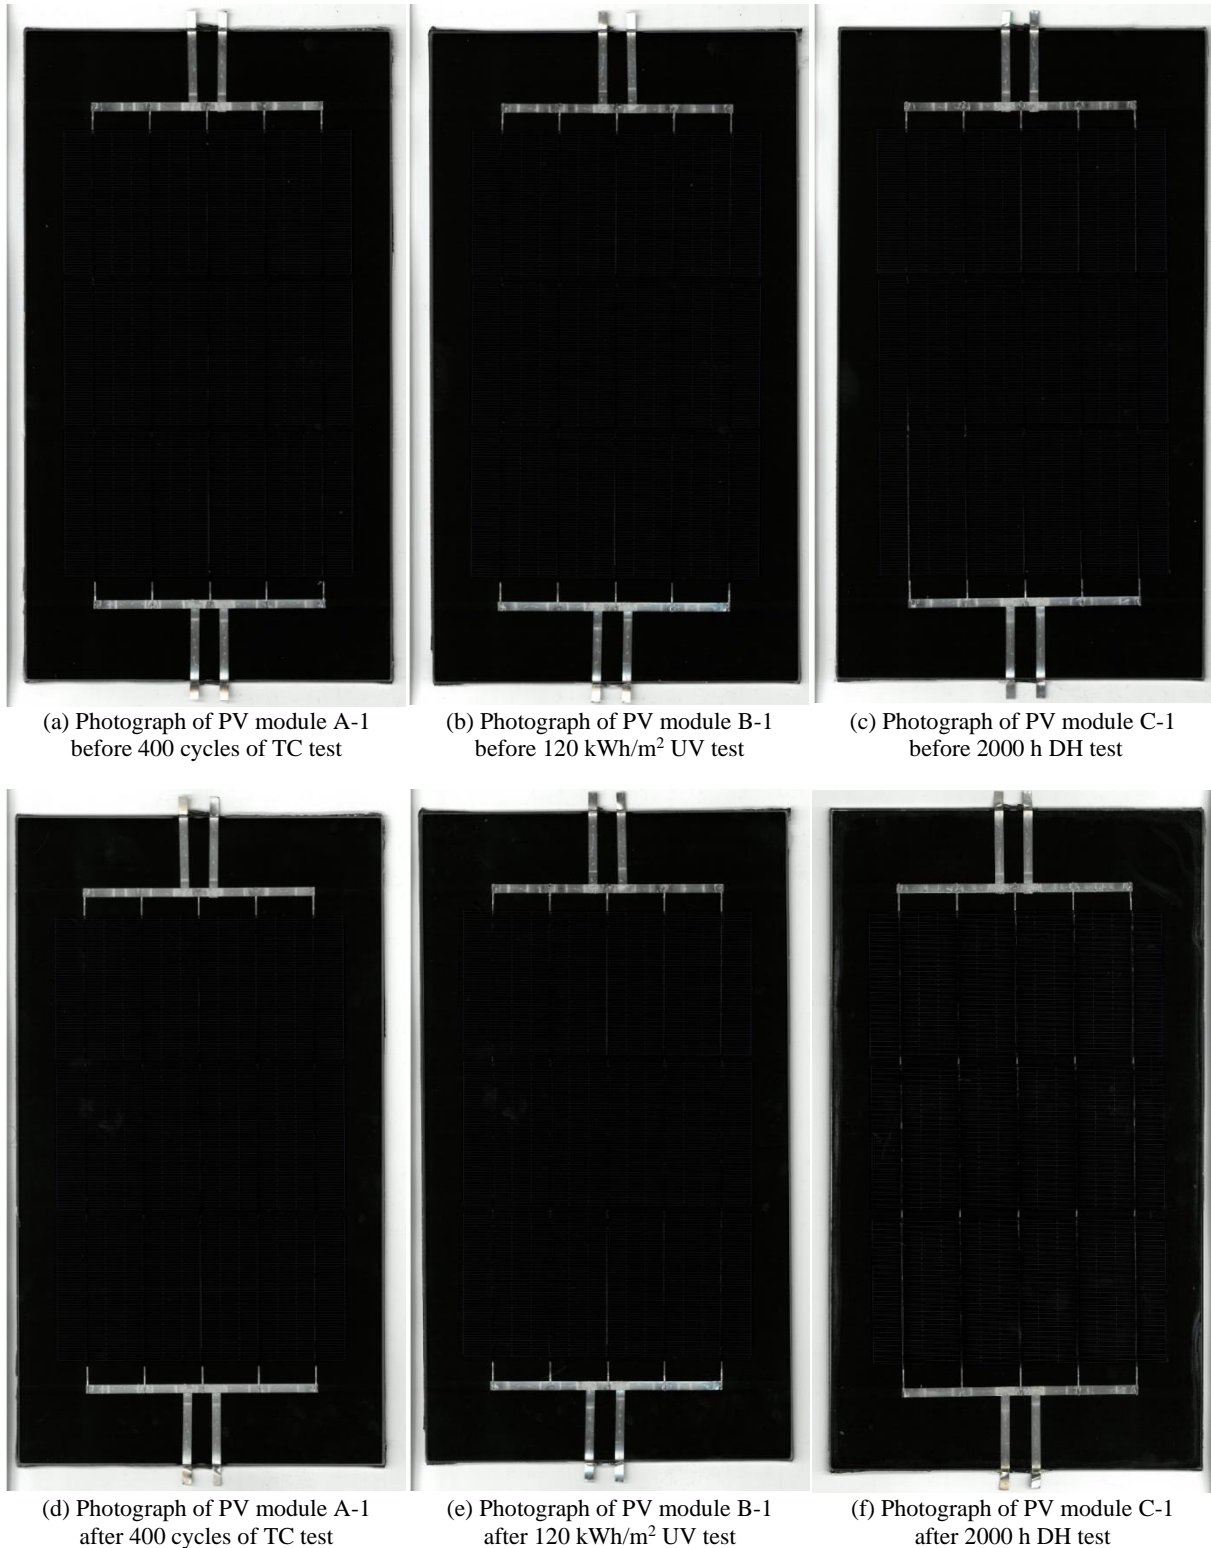 (a) Photograph of PV module A-1
before 400 cycles of TC test
(b) Photograph of PV module B-1
before 120 kWh/m² UV test
(c) Photograph of PV module C-1
before 2000 h DH test
(d) Photograph of PV module A-1
after 400 cycles of TC test
(e) Photograph of PV module B-1
after 120 kWh/m² UV test
(f) Photograph of PV module C-1
after 2000 h DH test